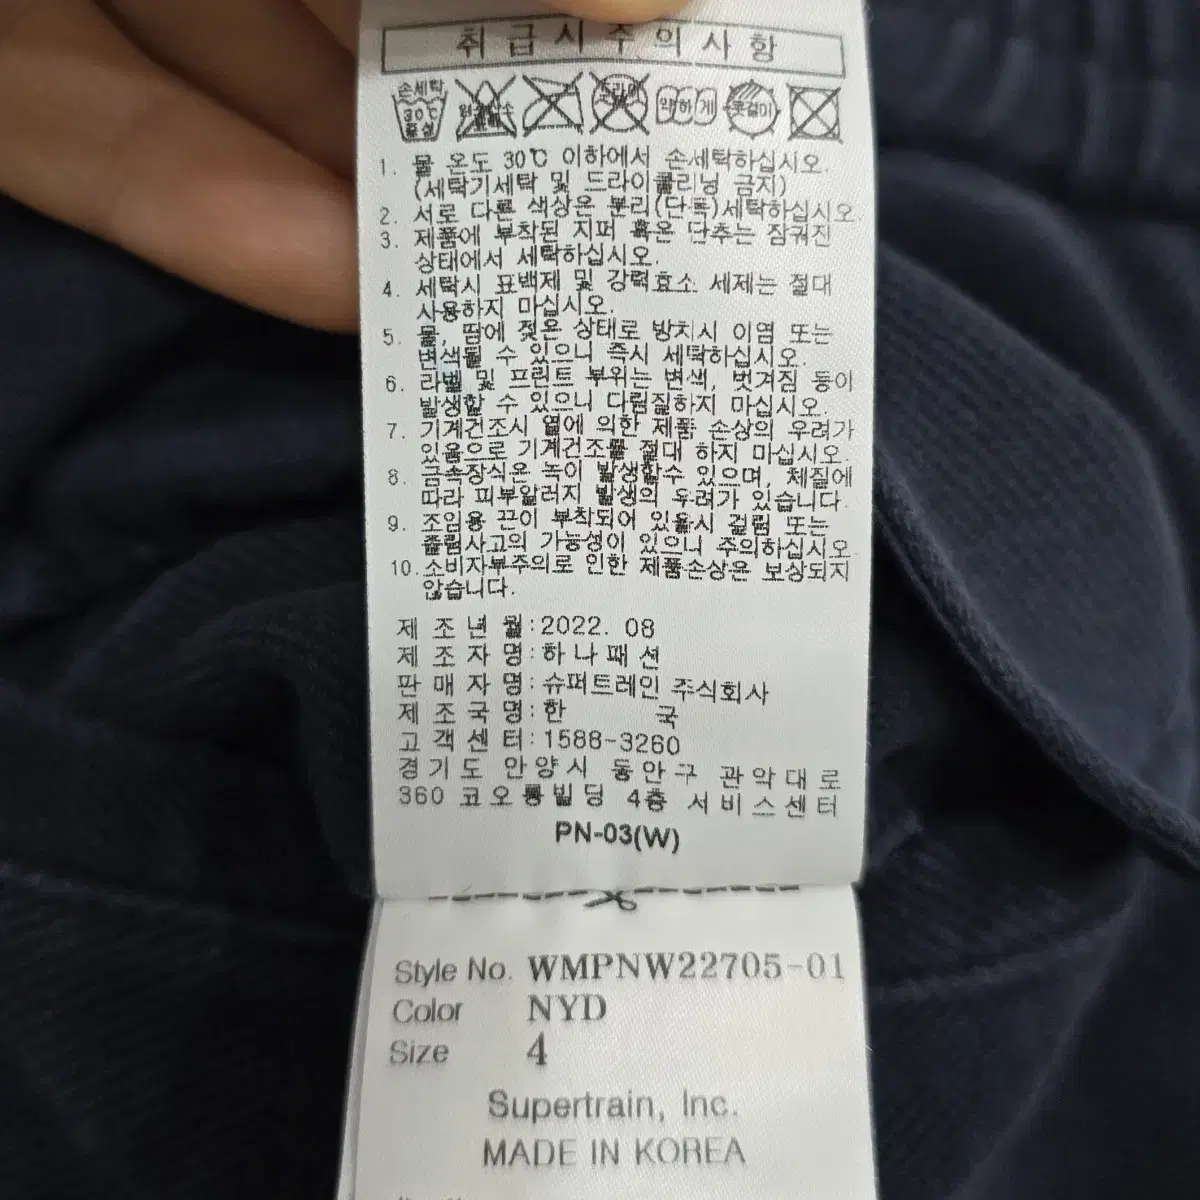 취급시주의사항
손세탁 30℃ 중성 염소 드라이 약하게 옷걸이
1. 물 온도 30℃ 이하에서 손세탁하십시오.
(세탁기세탁 및 드라이클리닝 금지)
2. 서로 다른 색상은 분리(단독)세탁하십시오.
3. 제품에 부착된 지퍼 혹은 단추는 잠궈진
상태에서 세탁하십시오.
4. 세탁시 표백제 및 강력효소 세제는 절대
사용하지 마십시오.
5. 물, 땀에 젖은 상태로 방치시 이염 또는
변색될 수 있으니 즉시 세탁하십시오.
6. 라벨 및 프린트 부위는 변색, 벗겨짐 등이
발생할 수 있으니 다림질하지 마십시오.
7. 기계건조시 열에 의한 제품 손상의 우려가
있음으로 기계건조를 절대 하지 마십시오.
8. 금속장식은 녹이 발생할수 있으며, 체질에
따라 피부알러지 발생의 우려가 있습니다.
9. 조임용 끈이 부착되어 있을시 걸림 또는
졸림사고의 가능성이 있으니 주의하십시오.
10. 소비자부주의로 인한 제품손상은 보상되지
않습니다.
제조년월:2022. 08
제조자명:하나패션
판매자명:슈퍼트레인 주식회사
제조국명:한 국
고객센터:1588-3260
경기도 안양시 동안구 관악대로
360 코오롱빌딩 4층 서비스센터
PN-03(W)
Style No. WMPNW22705-01
Color NYD
Size 4
Supertrain, Inc.
MADE IN KOREA